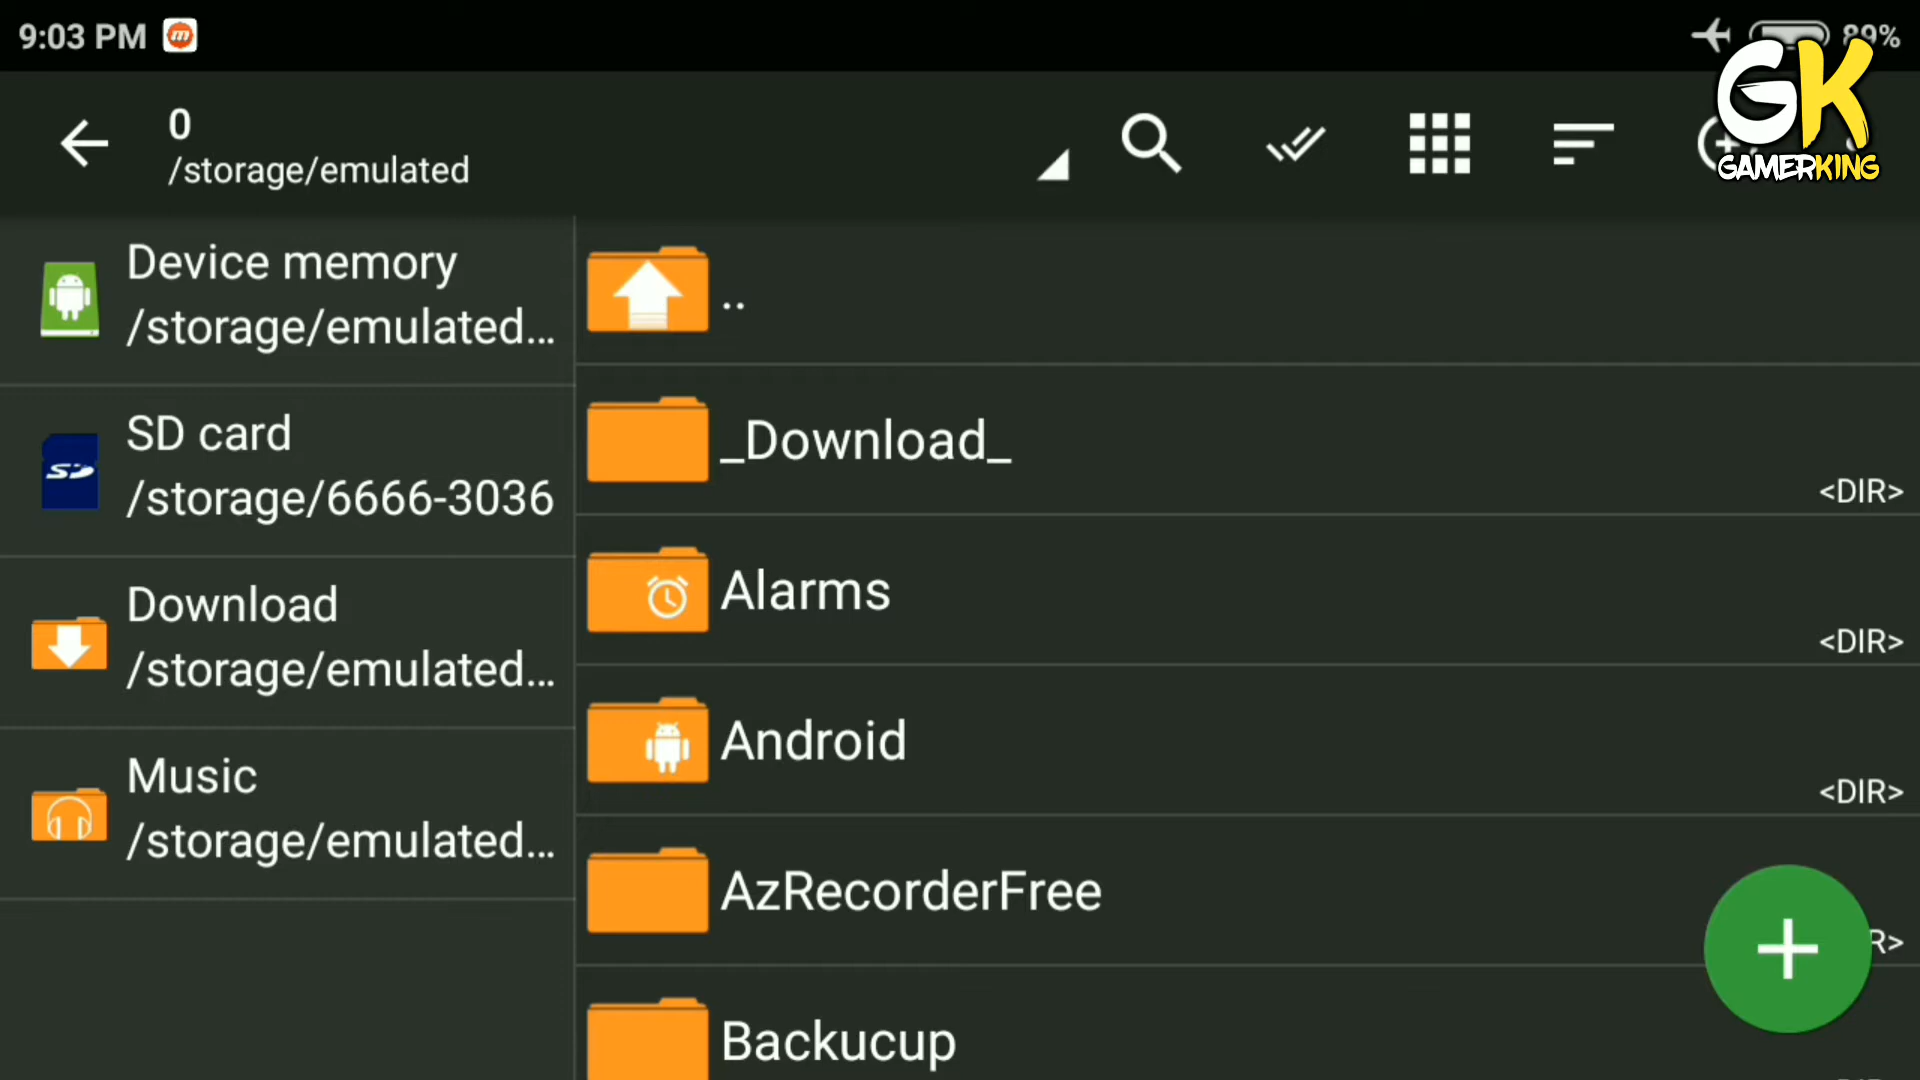 9:03 PM
89%
GK
GAMERKING
0
/storage/emulated
Device memory
/storage/emulated...
SD card
/storage/6666-3036
Download
/storage/emulated...
Music
/storage/emulated...
..
_Download_
<DIR>
Alarms
<DIR>
Android
<DIR>
AzRecorderFree
R>
Backucup